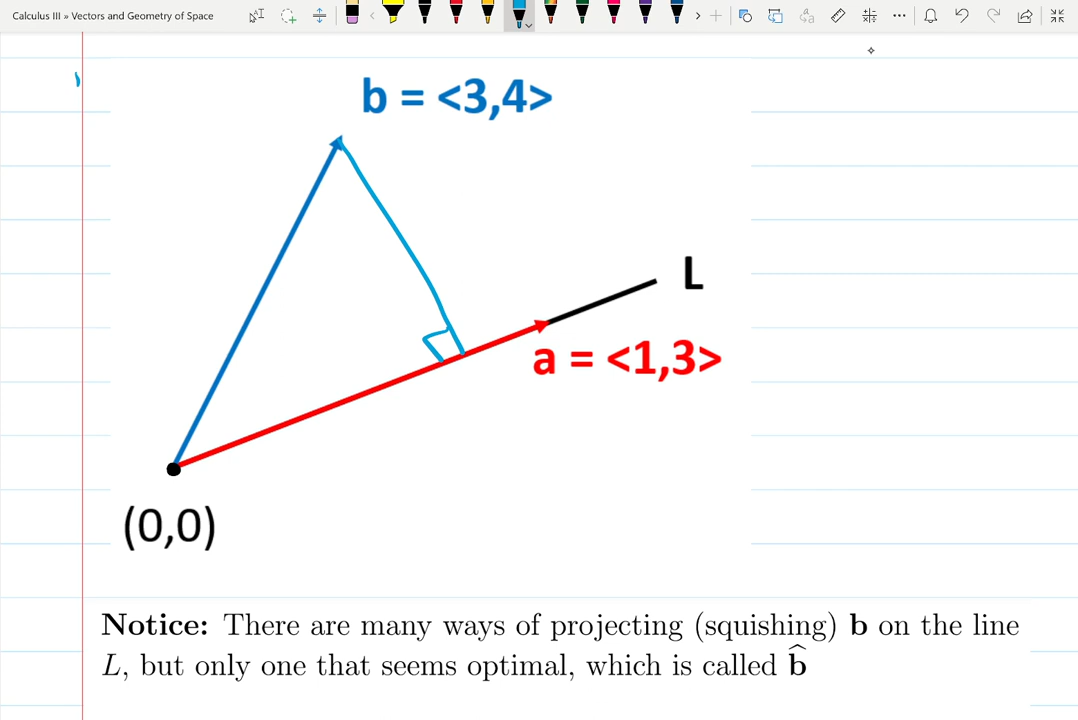 Calculus III » Vectors and Geometry of Space
b = <3,4>
L
a = <1,3>
(0,0)
Notice: There are many ways of projecting (squishing) b on the line
L, but only one that seems optimal, which is called b̂